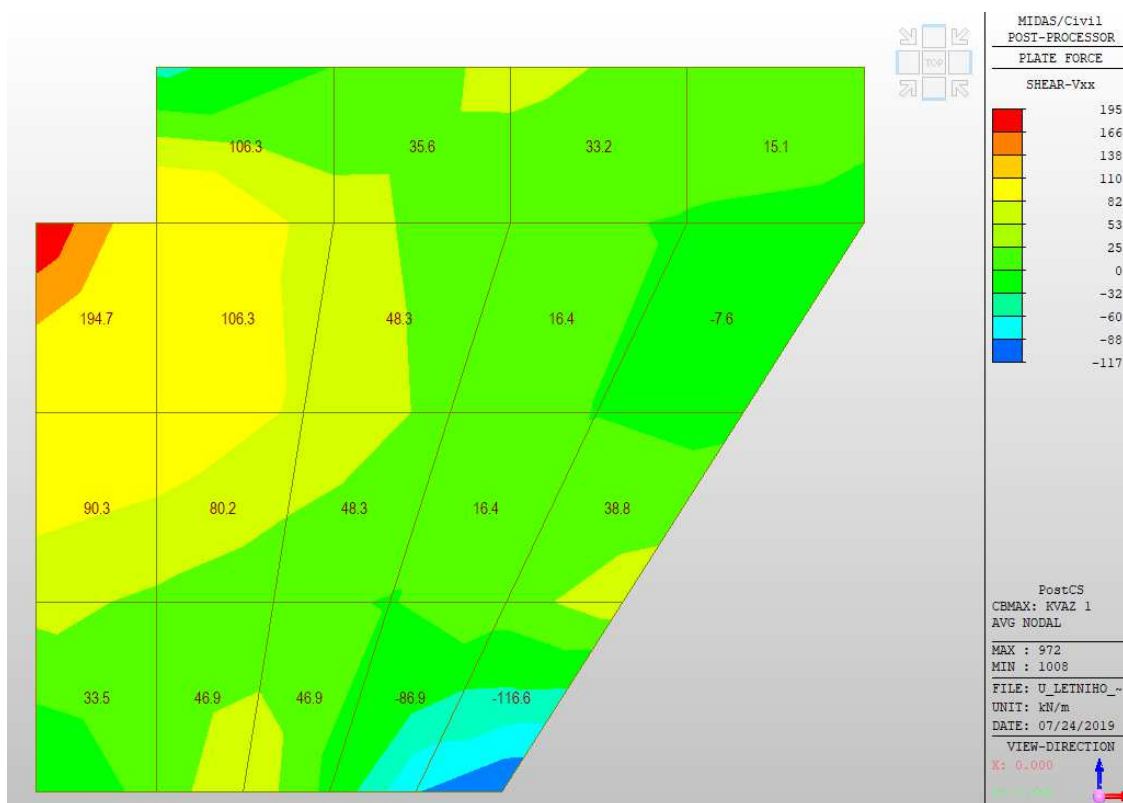 MIDAS/Civil
POST-PROCESSOR
PLATE FORCE
SHEAR-Vxx
195
166
138
110
82
53
25
0
-32
-60
-88
-117
TOP
106.3 35.6 33.2 15.1
194.7 106.3 48.3 16.4 -7.6
90.3 80.2 48.3 16.4 38.8
33.5 46.9 46.9 -86.9 -116.6
PostCS
CBMAX: KVAZ 1
AVG NODAL
MAX : 972
MIN : 1008
FILE: U_LETNIHO_~
UNIT: kN/m
DATE: 07/24/2019
VIEW-DIRECTION
X: 0.000